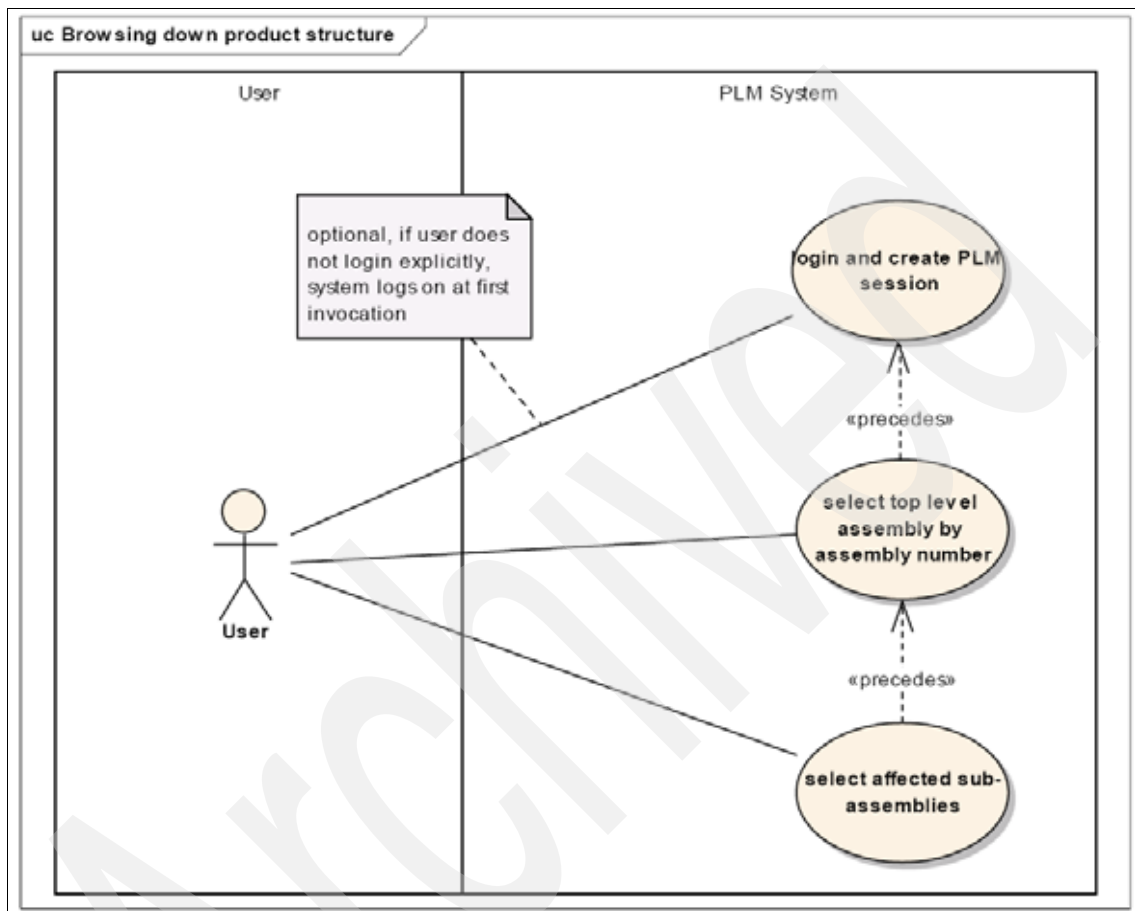 uc Browsing down product structure
User
PLM System
optional, if user does
not login explicitly,
system logs on at first
invocation
login and create PLM
session
«precedes»
select top level
assembly by
assembly number
User
«precedes»
select affected sub-
assemblies
Archived